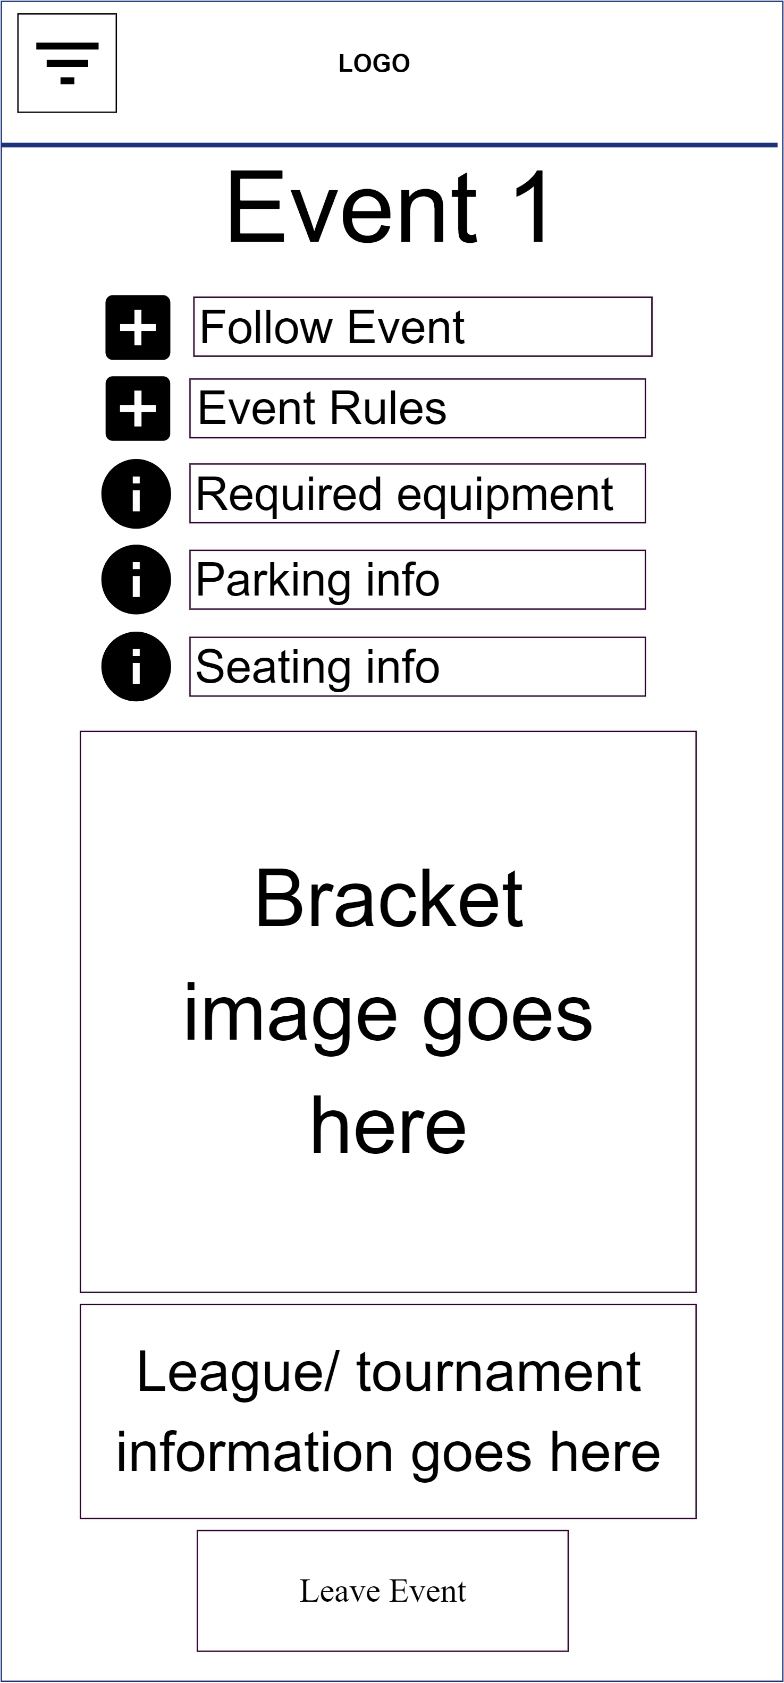 LOGO
Event 1
Follow Event
Event Rules
Required equipment
Parking info
Seating info
Bracket
image goes
here
League/ tournament
information goes here
Leave Event